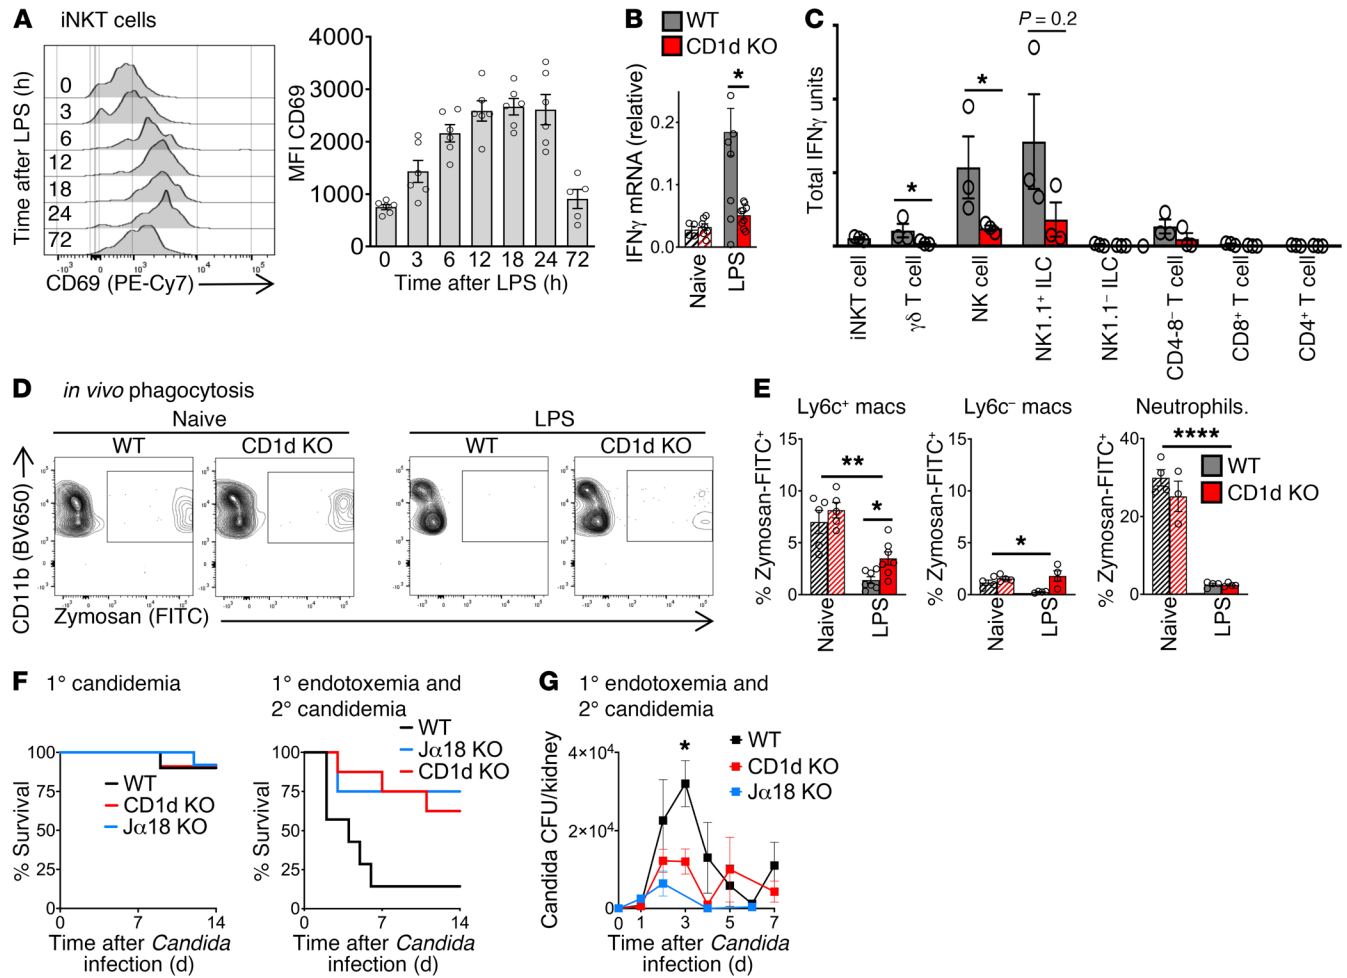 A iNKT cells
Time after LPS (h)
0
3
6
12
18
24
72
-10³ 0 10³ 10⁴ 10⁵
CD69 (PE-Cy7)
MFI CD69
4000
3000
2000
1000
0
0 3 6 12 18 24 72
Time after LPS (h)
B
WT
CD1d KO
IFNγ mRNA (relative)
0.2
0.1
0.0
*
Naive
LPS
C
P = 0.2
Total IFNγ units
*
*
iNKT cell
γδ T cell
NK cell
NK1.1⁺ ILC
NK1.1⁻ ILC
CD4-8⁻ T cell
CD8⁺ T cell
CD4⁺ T cell
D in vivo phagocytosis
Naive LPS
WT CD1d KO WT CD1d KO
CD11b (BV650)
Zymosan (FITC)
E
Ly6c⁺ macs
% Zymosan-FITC⁺
15
10
5
0
**
*
Naive
LPS
Ly6c⁻ macs
% Zymosan-FITC⁺
15
10
5
0
*
Naive
LPS
Neutrophils.
% Zymosan-FITC⁺
40
20
0
****
WT
CD1d KO
Naive
LPS
F 1° candidemia
% Survival
100
75
50
25
0
WT
CD1d KO
Jα18 KO
0 7 14
Time after Candida
infection (d)
1° endotoxemia and
2° candidemia
WT
Jα18 KO
CD1d KO
% Survival
100
75
50
25
0
0 7 14
Time after Candida
infection (d)
G 1° endotoxemia and
2° candidemia
WT
CD1d KO
Jα18 KO
Candida CFU/kidney
4×10⁴
2×10⁴
0
*
0 1 3 5 7
Time after Candida
infection (d)